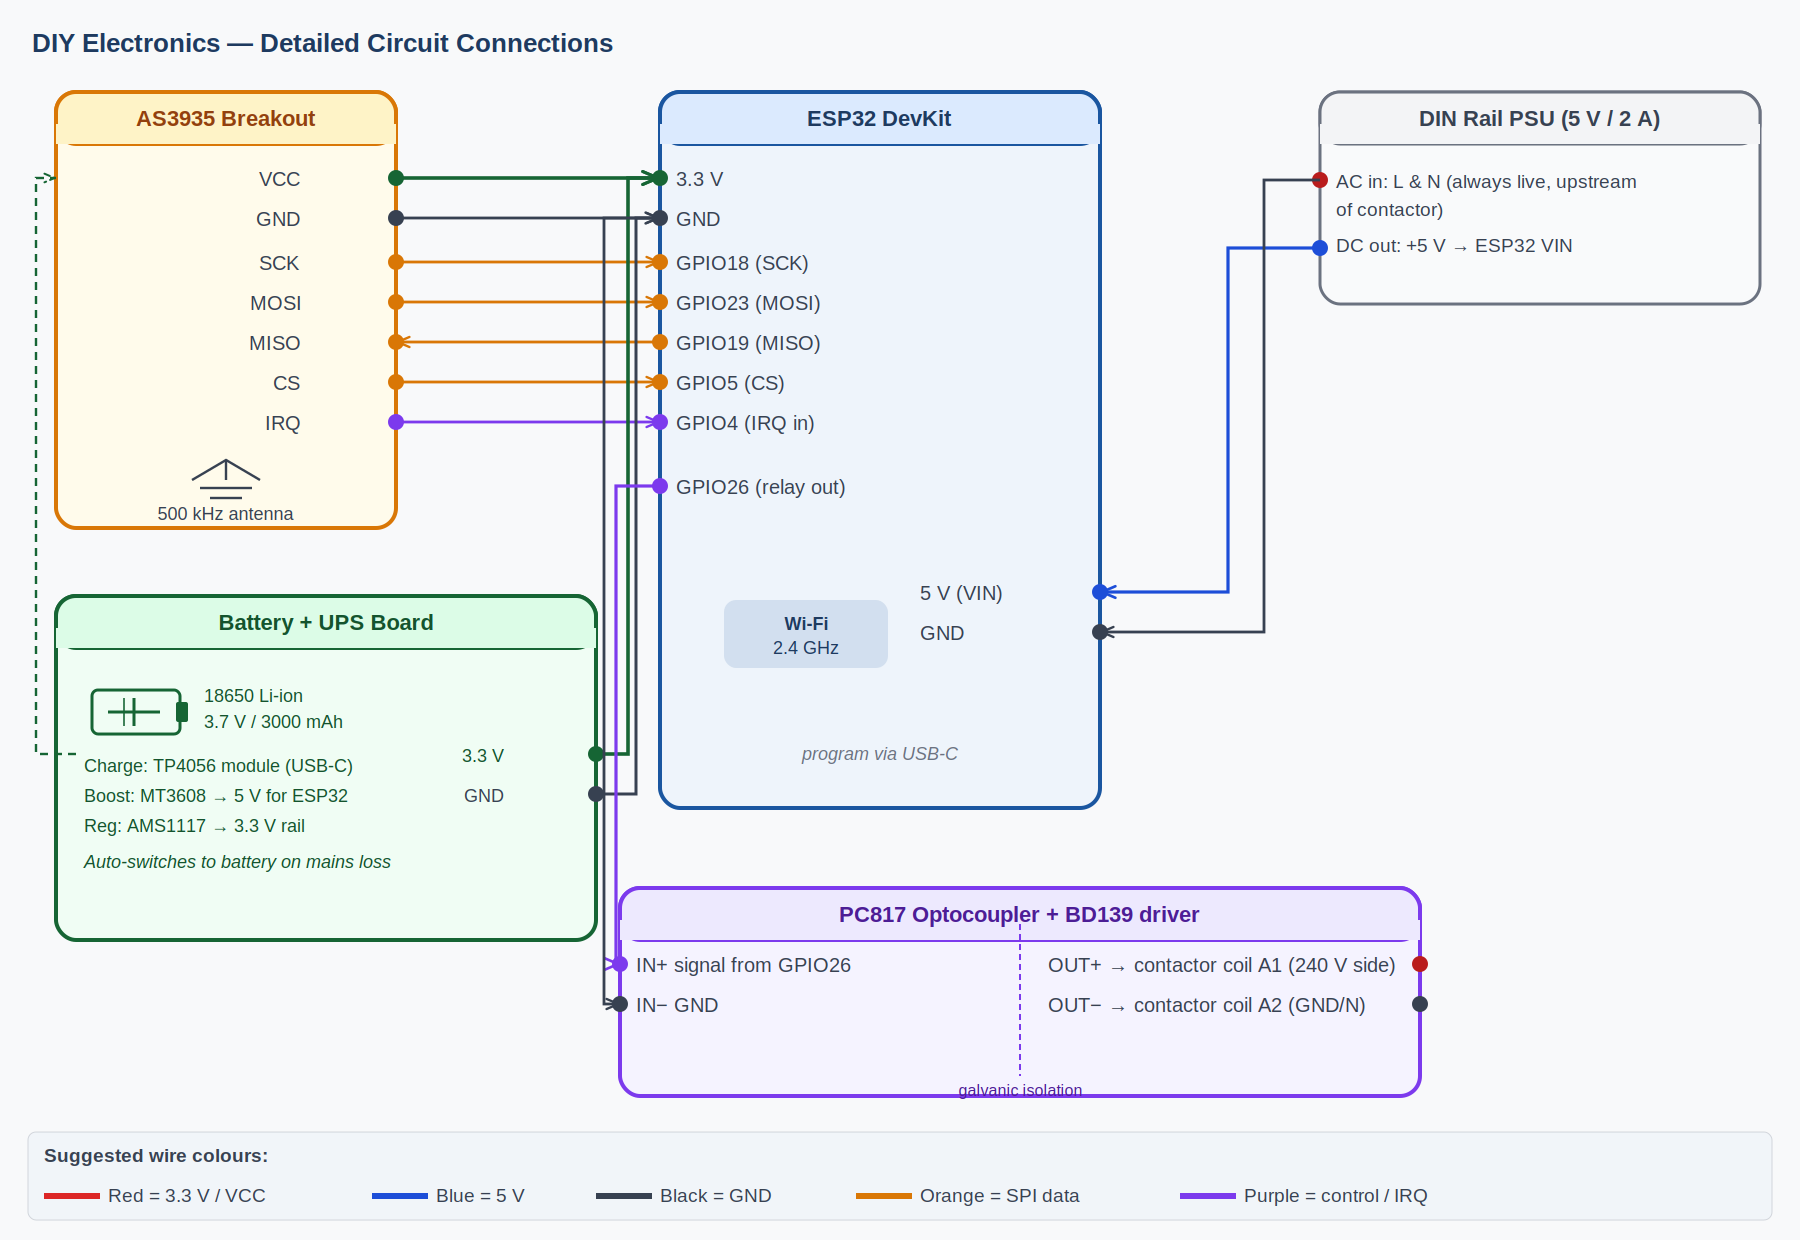 DIY Electronics — Detailed Circuit Connections
AS3935 Breakout
VCC
GND
SCK
MOSI
MISO
CS
IRQ
500 kHz antenna
ESP32 DevKit
3.3 V
GND
GPIO18 (SCK)
GPIO23 (MOSI)
GPIO19 (MISO)
GPIO5 (CS)
GPIO4 (IRQ in)
GPIO26 (relay out)
5 V (VIN)
GND
Wi-Fi
2.4 GHz
program via USB-C
DIN Rail PSU (5 V / 2 A)
AC in: L & N (always live, upstream
of contactor)
DC out: +5 V → ESP32 VIN
Battery + UPS Board
18650 Li-ion
3.7 V / 3000 mAh
Charge: TP4056 module (USB-C)
Boost: MT3608 → 5 V for ESP32
Reg: AMS1117 → 3.3 V rail
Auto-switches to battery on mains loss
3.3 V
GND
PC817 Optocoupler + BD139 driver
IN+ signal from GPIO26
IN− GND
OUT+ → contactor coil A1 (240 V side)
OUT− → contactor coil A2 (GND/N)
galvanic isolation
Suggested wire colours:
Red = 3.3 V / VCC
Blue = 5 V
Black = GND
Orange = SPI data
Purple = control / IRQ